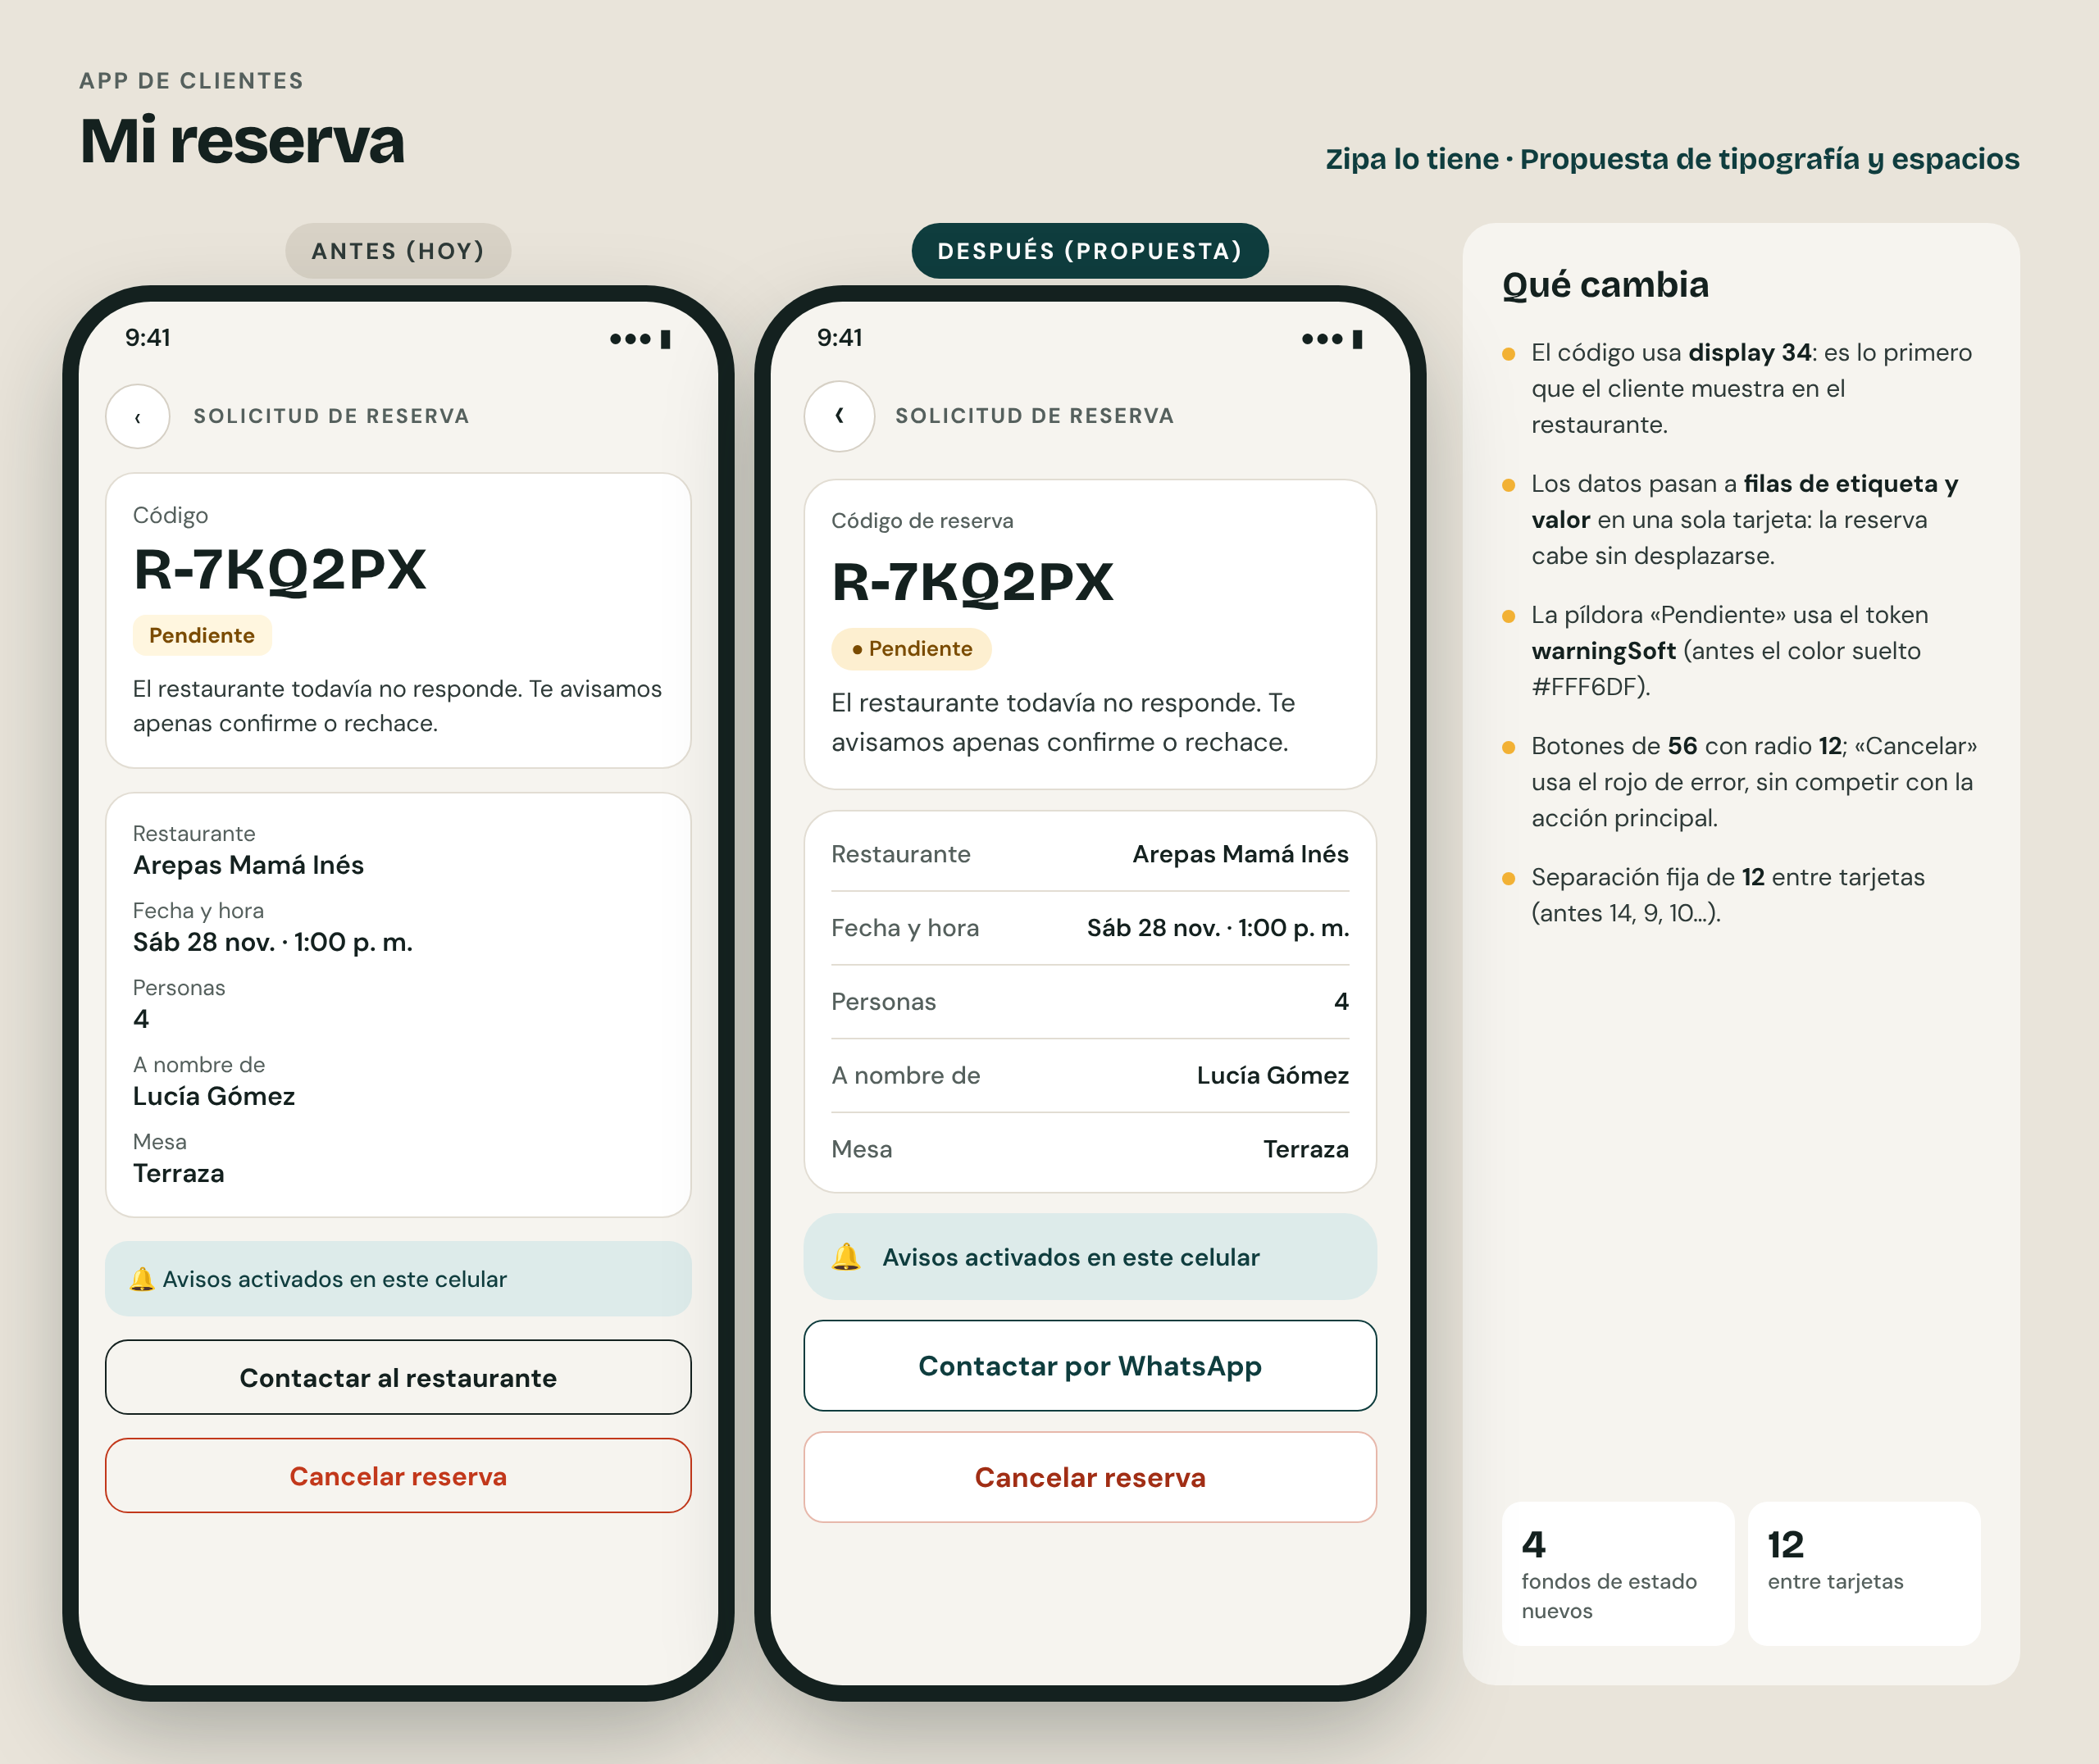 APP DE CLIENTES
Mi reserva
Zipa lo tiene · Propuesta de tipografía y espacios
ANTES (HOY)
9:41
‹
SOLICITUD DE RESERVA
Código
R-7KQ2PX
Pendiente
El restaurante todavía no responde. Te avisamos
apenas confirme o rechace.
Restaurante
Arepas Mamá Inés
Fecha y hora
Sáb 28 nov. · 1:00 p. m.
Personas
4
A nombre de
Lucía Gómez
Mesa
Terraza
🔔 Avisos activados en este celular
Contactar al restaurante
Cancelar reserva
DESPUÉS (PROPUESTA)
9:41
‹
SOLICITUD DE RESERVA
Código de reserva
R-7KQ2PX
● Pendiente
El restaurante todavía no responde. Te
avisamos apenas confirme o rechace.
Restaurante Arepas Mamá Inés
Fecha y hora Sáb 28 nov. · 1:00 p. m.
Personas 4
A nombre de Lucía Gómez
Mesa Terraza
🔔 Avisos activados en este celular
Contactar por WhatsApp
Cancelar reserva
Qué cambia
El código usa display 34: es lo primero
que el cliente muestra en el
restaurante.
Los datos pasan a filas de etiqueta y
valor en una sola tarjeta: la reserva
cabe sin desplazarse.
La píldora «Pendiente» usa el token
warningSoft (antes el color suelto
#FFF6DF).
Botones de 56 con radio 12; «Cancelar»
usa el rojo de error, sin competir con la
acción principal.
Separación fija de 12 entre tarjetas
(antes 14, 9, 10…).
4
fondos de estado
nuevos
12
entre tarjetas